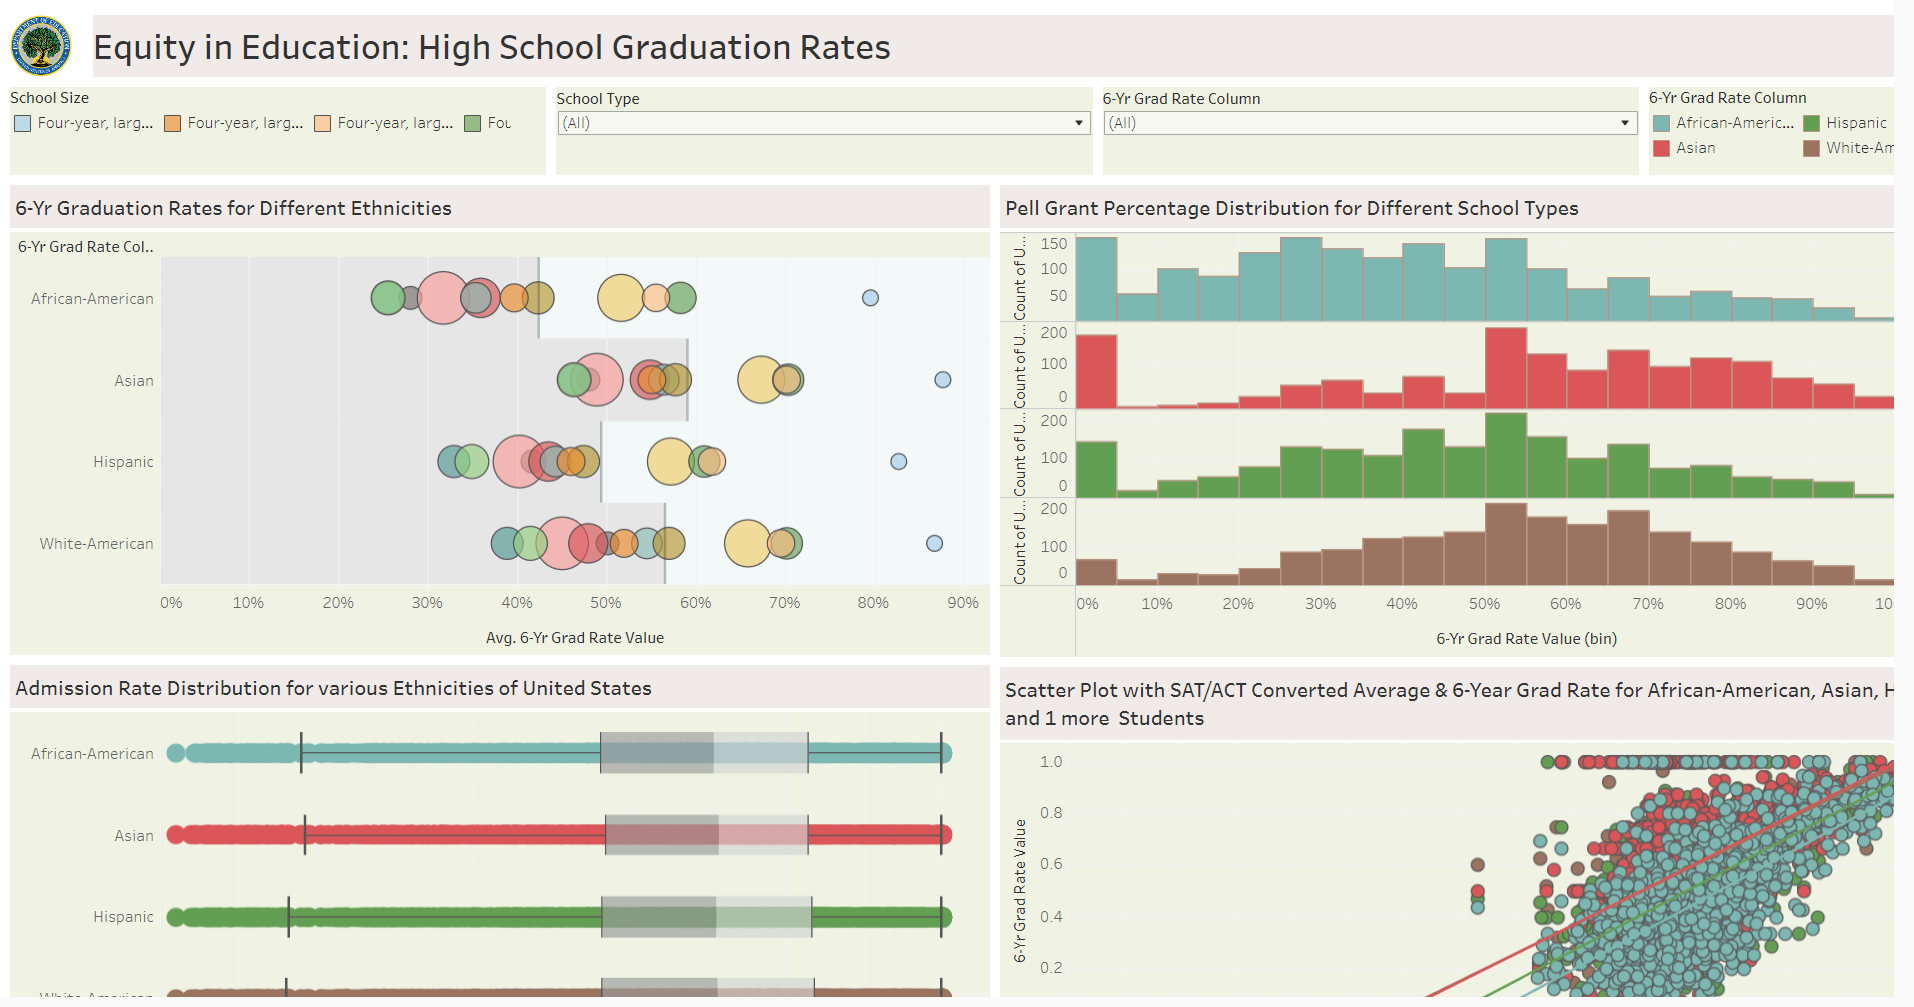 Equity in Education: High School Graduation Rates
School Size
Four-year, larg...
Four-year, larg...
Four-year, larg...
Fou
School Type
(All)
6-Yr Grad Rate Column
(All)
6-Yr Grad Rate Column
African-Americ...
Hispanic
Asian
White-Am
6-Yr Graduation Rates for Different Ethnicities
6-Yr Grad Rate Col..
African-American
Asian
Hispanic
White-American
0% 10% 20% 30% 40% 50% 60% 70% 80% 90%
Avg. 6-Yr Grad Rate Value
Pell Grant Percentage Distribution for Different School Types
Count of U...
150
100
50
Count of U...
200
100
0
Count of U...
200
100
0
Count of U...
200
100
0
0% 10% 20% 30% 40% 50% 60% 70% 80% 90% 10
6-Yr Grad Rate Value (bin)
Admission Rate Distribution for various Ethnicities of United States
African-American
Asian
Hispanic
White-American
Scatter Plot with SAT/ACT Converted Average & 6-Year Grad Rate for African-American, Asian, H
and 1 more Students
6-Yr Grad Rate Value
1.0
0.8
0.6
0.4
0.2